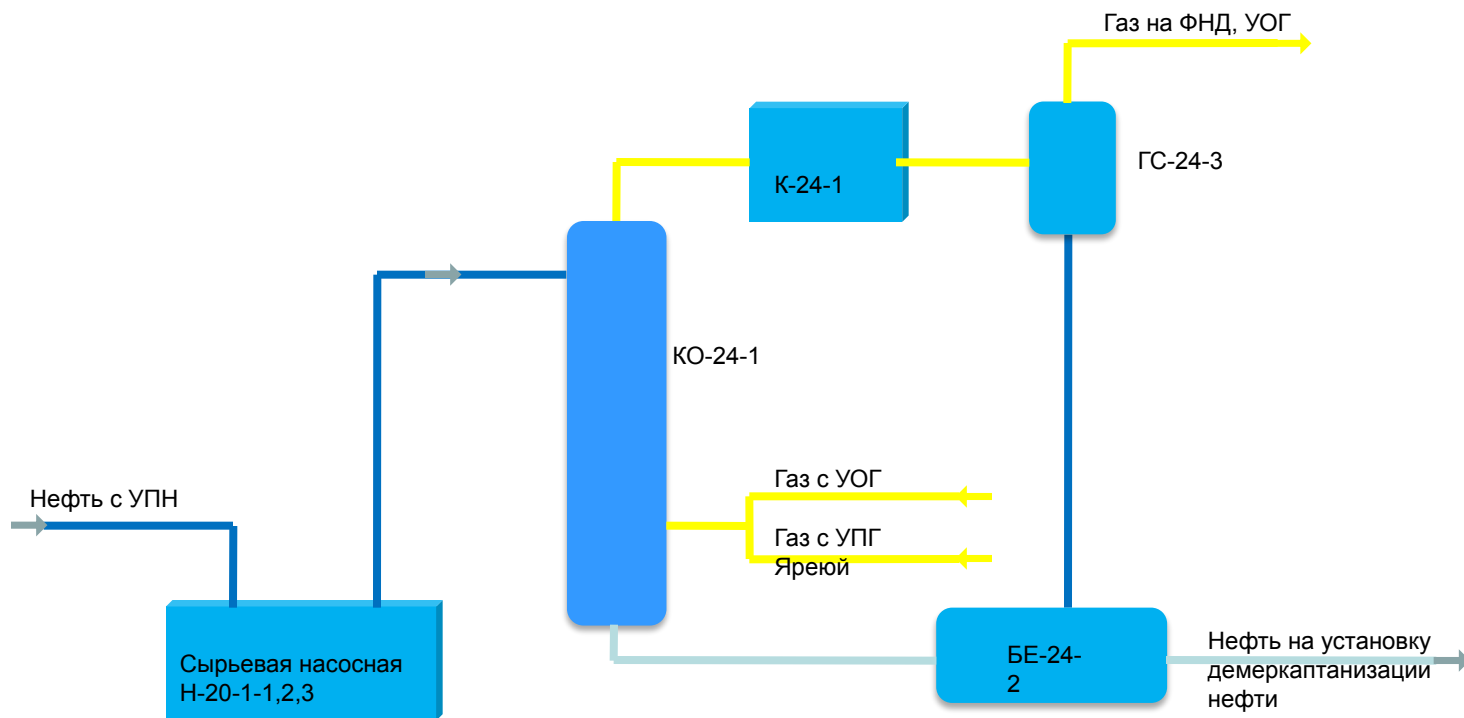 Газ на ФНД, УОГ
ГС-24-3
К-24-1
КО-24-1
Газ с УОГ
Нефть с УПН
Газ с УПГ
Яреюй
Сырьевая насосная
Н-20-1-1,2,3
БЕ-24-
2
Нефть на установку
демеркаптанизации
нефти